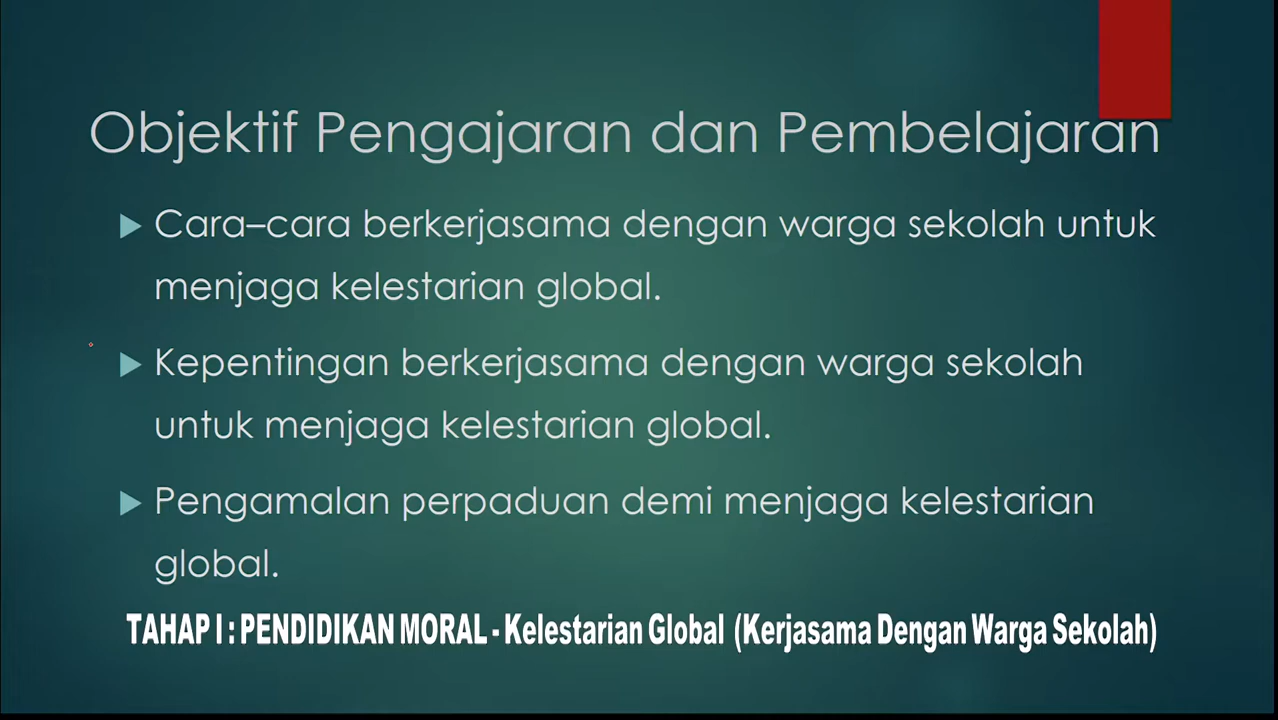 Objektif Pengajaran dan Pembelajaran
Cara–cara berkerjasama dengan warga sekolah untuk
menjaga kelestarian global.
Kepentingan berkerjasama dengan warga sekolah
untuk menjaga kelestarian global.
Pengamalan perpaduan demi menjaga kelestarian
global.
TAHAP I : PENDIDIKAN MORAL - Kelestarian Global (Kerjasama Dengan Warga Sekolah)